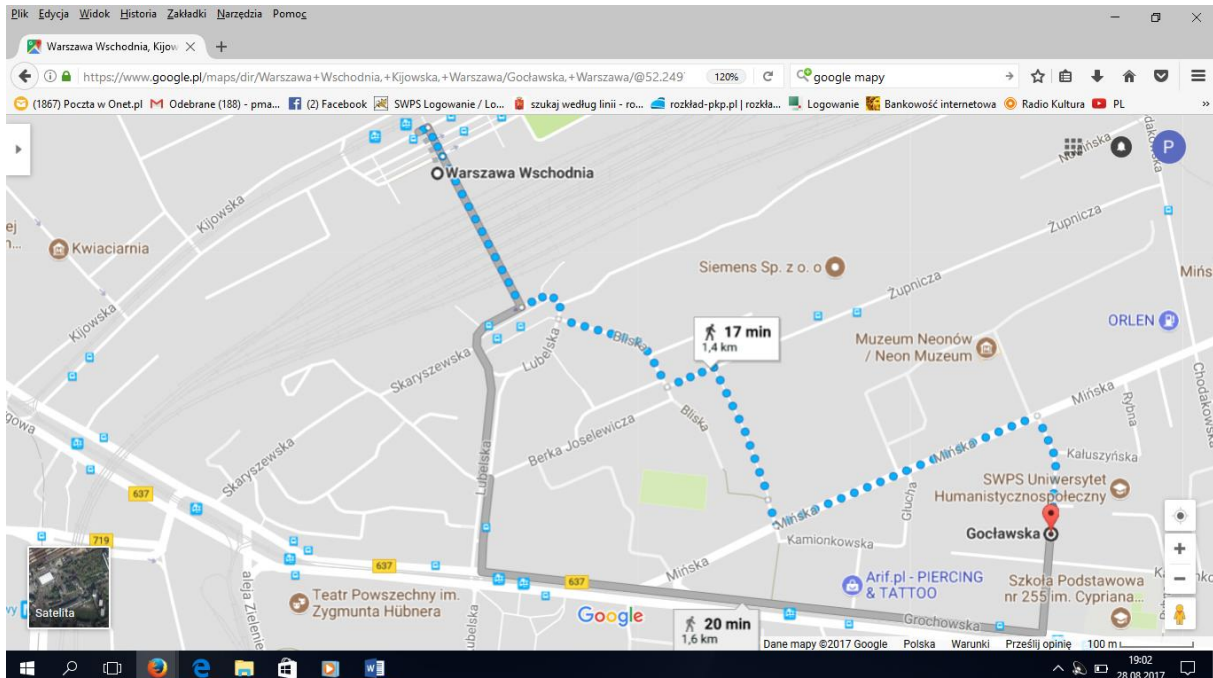 Plik Edycja Widok Historia Zakładki Narzędzia Pomoc
Warszawa Wschodnia, Kijow
https://www.google.pl/maps/dir/Warszawa+Wschodnia,+Kijowska,+Warszawa/Gocławska,+Warszawa/@52.249 120% google mapy
(1867) Poczta w Onet.pl Odebrane (188) - pma... (2) Facebook SWPS Logowanie / Lo... szukaj według linii - ro... rozkład-pkp.pl | rozkła... Logowanie Bankowość internetowa Radio Kultura PL »
P
Warszawa Wschodnia
Kijowska
Żupnicza
Kwiaciarnia
Siemens Sp. z o. o
Mińs
Żupnicza
Kijowska
ORLEN
Bliska
17 min
1,4 km
Muzeum Neonów
/ Neon Museum
Lubelska
Skaryszewska
Chodakowska
Mińska
Rybna
Bliska
Berka Joselewicza
Skaryszewska
Lubelska
Mińska
Kałuszyńska
SWPS Uniwersytet
Humanistycznospołeczny
637
Głucha
Mińska
Gocławska
719
Kamionkowska
637
637
Mińska
Arif.pl - PIERCING
& TATTOO
Szkoła Podstawowa
nr 255 im. Cypriana...
Teatr Powszechny im.
Zygmunta Hübnera
Satelita
Google
Grochowska
20 min
1,6 km
Dane mapy ©2017 Google Polska Warunki Prześlij opinię 100 m
19:02
28.08.2017